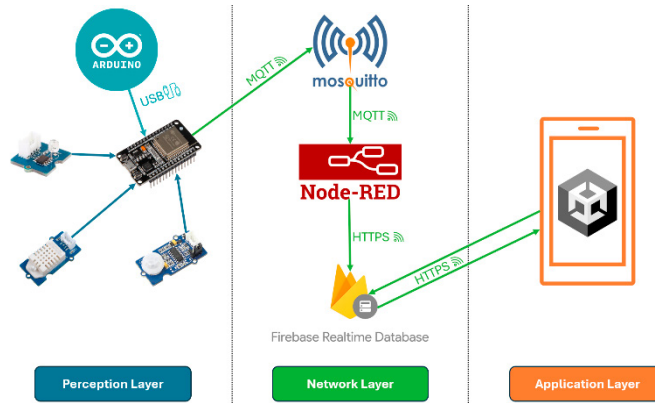 ARDUINO
USB
MQTT
mosquitto
MQTT
Node-RED
HTTPS
HTTPS
Firebase Realtime Database
Perception Layer
Network Layer
Application Layer